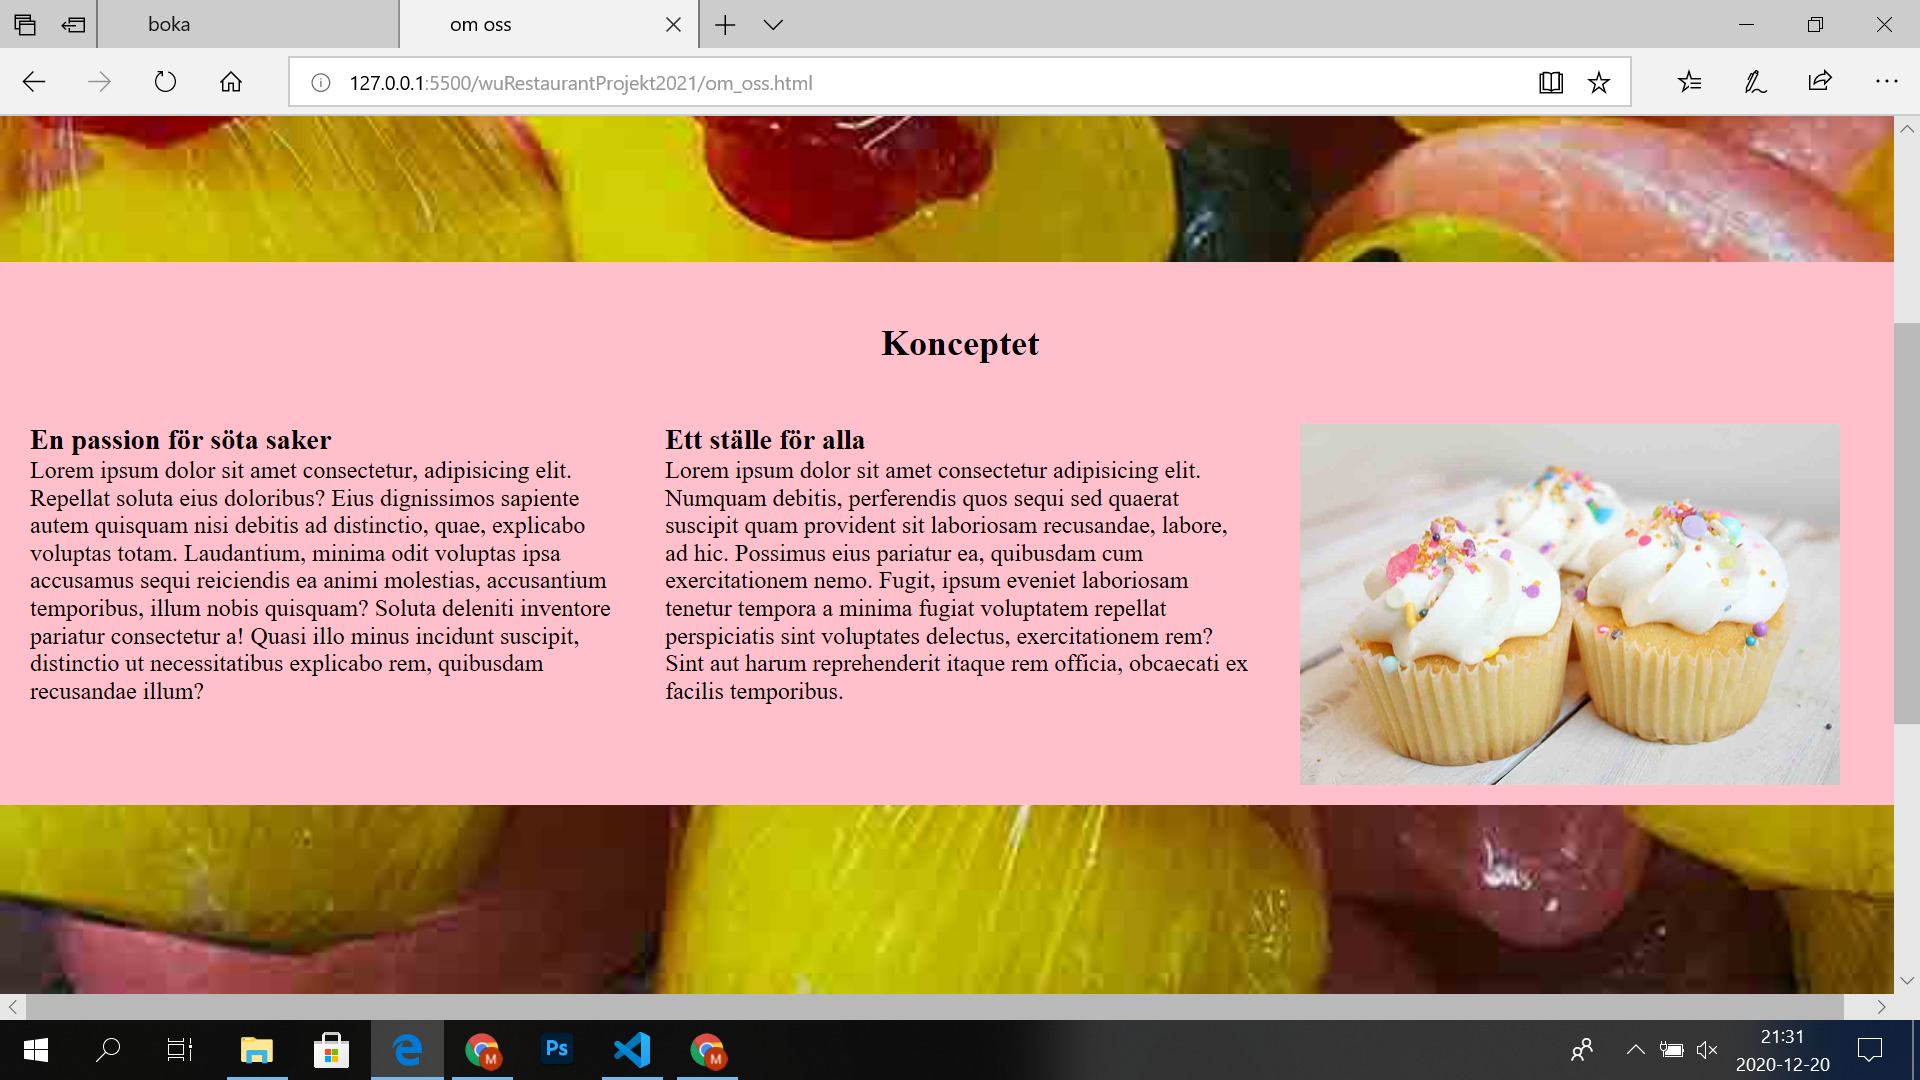 boka
om oss
127.0.0.1:5500/wuRestaurantProjekt2021/om_oss.html
Konceptet
En passion för söta saker
Lorem ipsum dolor sit amet consectetur, adipisicing elit.
Repellat soluta eius doloribus? Eius dignissimos sapiente
autem quisquam nisi debitis ad distinctio, quae, explicabo
voluptas totam. Laudantium, minima odit voluptas ipsa
accusamus sequi reiciendis ea animi molestias, accusantium
temporibus, illum nobis quisquam? Soluta deleniti inventore
pariatur consectetur a! Quasi illo minus incidunt suscipit,
distinctio ut necessitatibus explicabo rem, quibusdam
recusandae illum?
Ett ställe för alla
Lorem ipsum dolor sit amet consectetur adipisicing elit.
Numquam debitis, perferendis quos sequi sed quaerat
suscipit quam provident sit laboriosam recusandae, labore,
ad hic. Possimus eius pariatur ea, quibusdam cum
exercitationem nemo. Fugit, ipsum eveniet laboriosam
tenetur tempora a minima fugiat voluptatem repellat
perspiciatis sint voluptates delectus, exercitationem rem?
Sint aut harum reprehenderit itaque rem officia, obcaecati ex
facilis temporibus.
M
Ps
M
21:31
2020-12-20